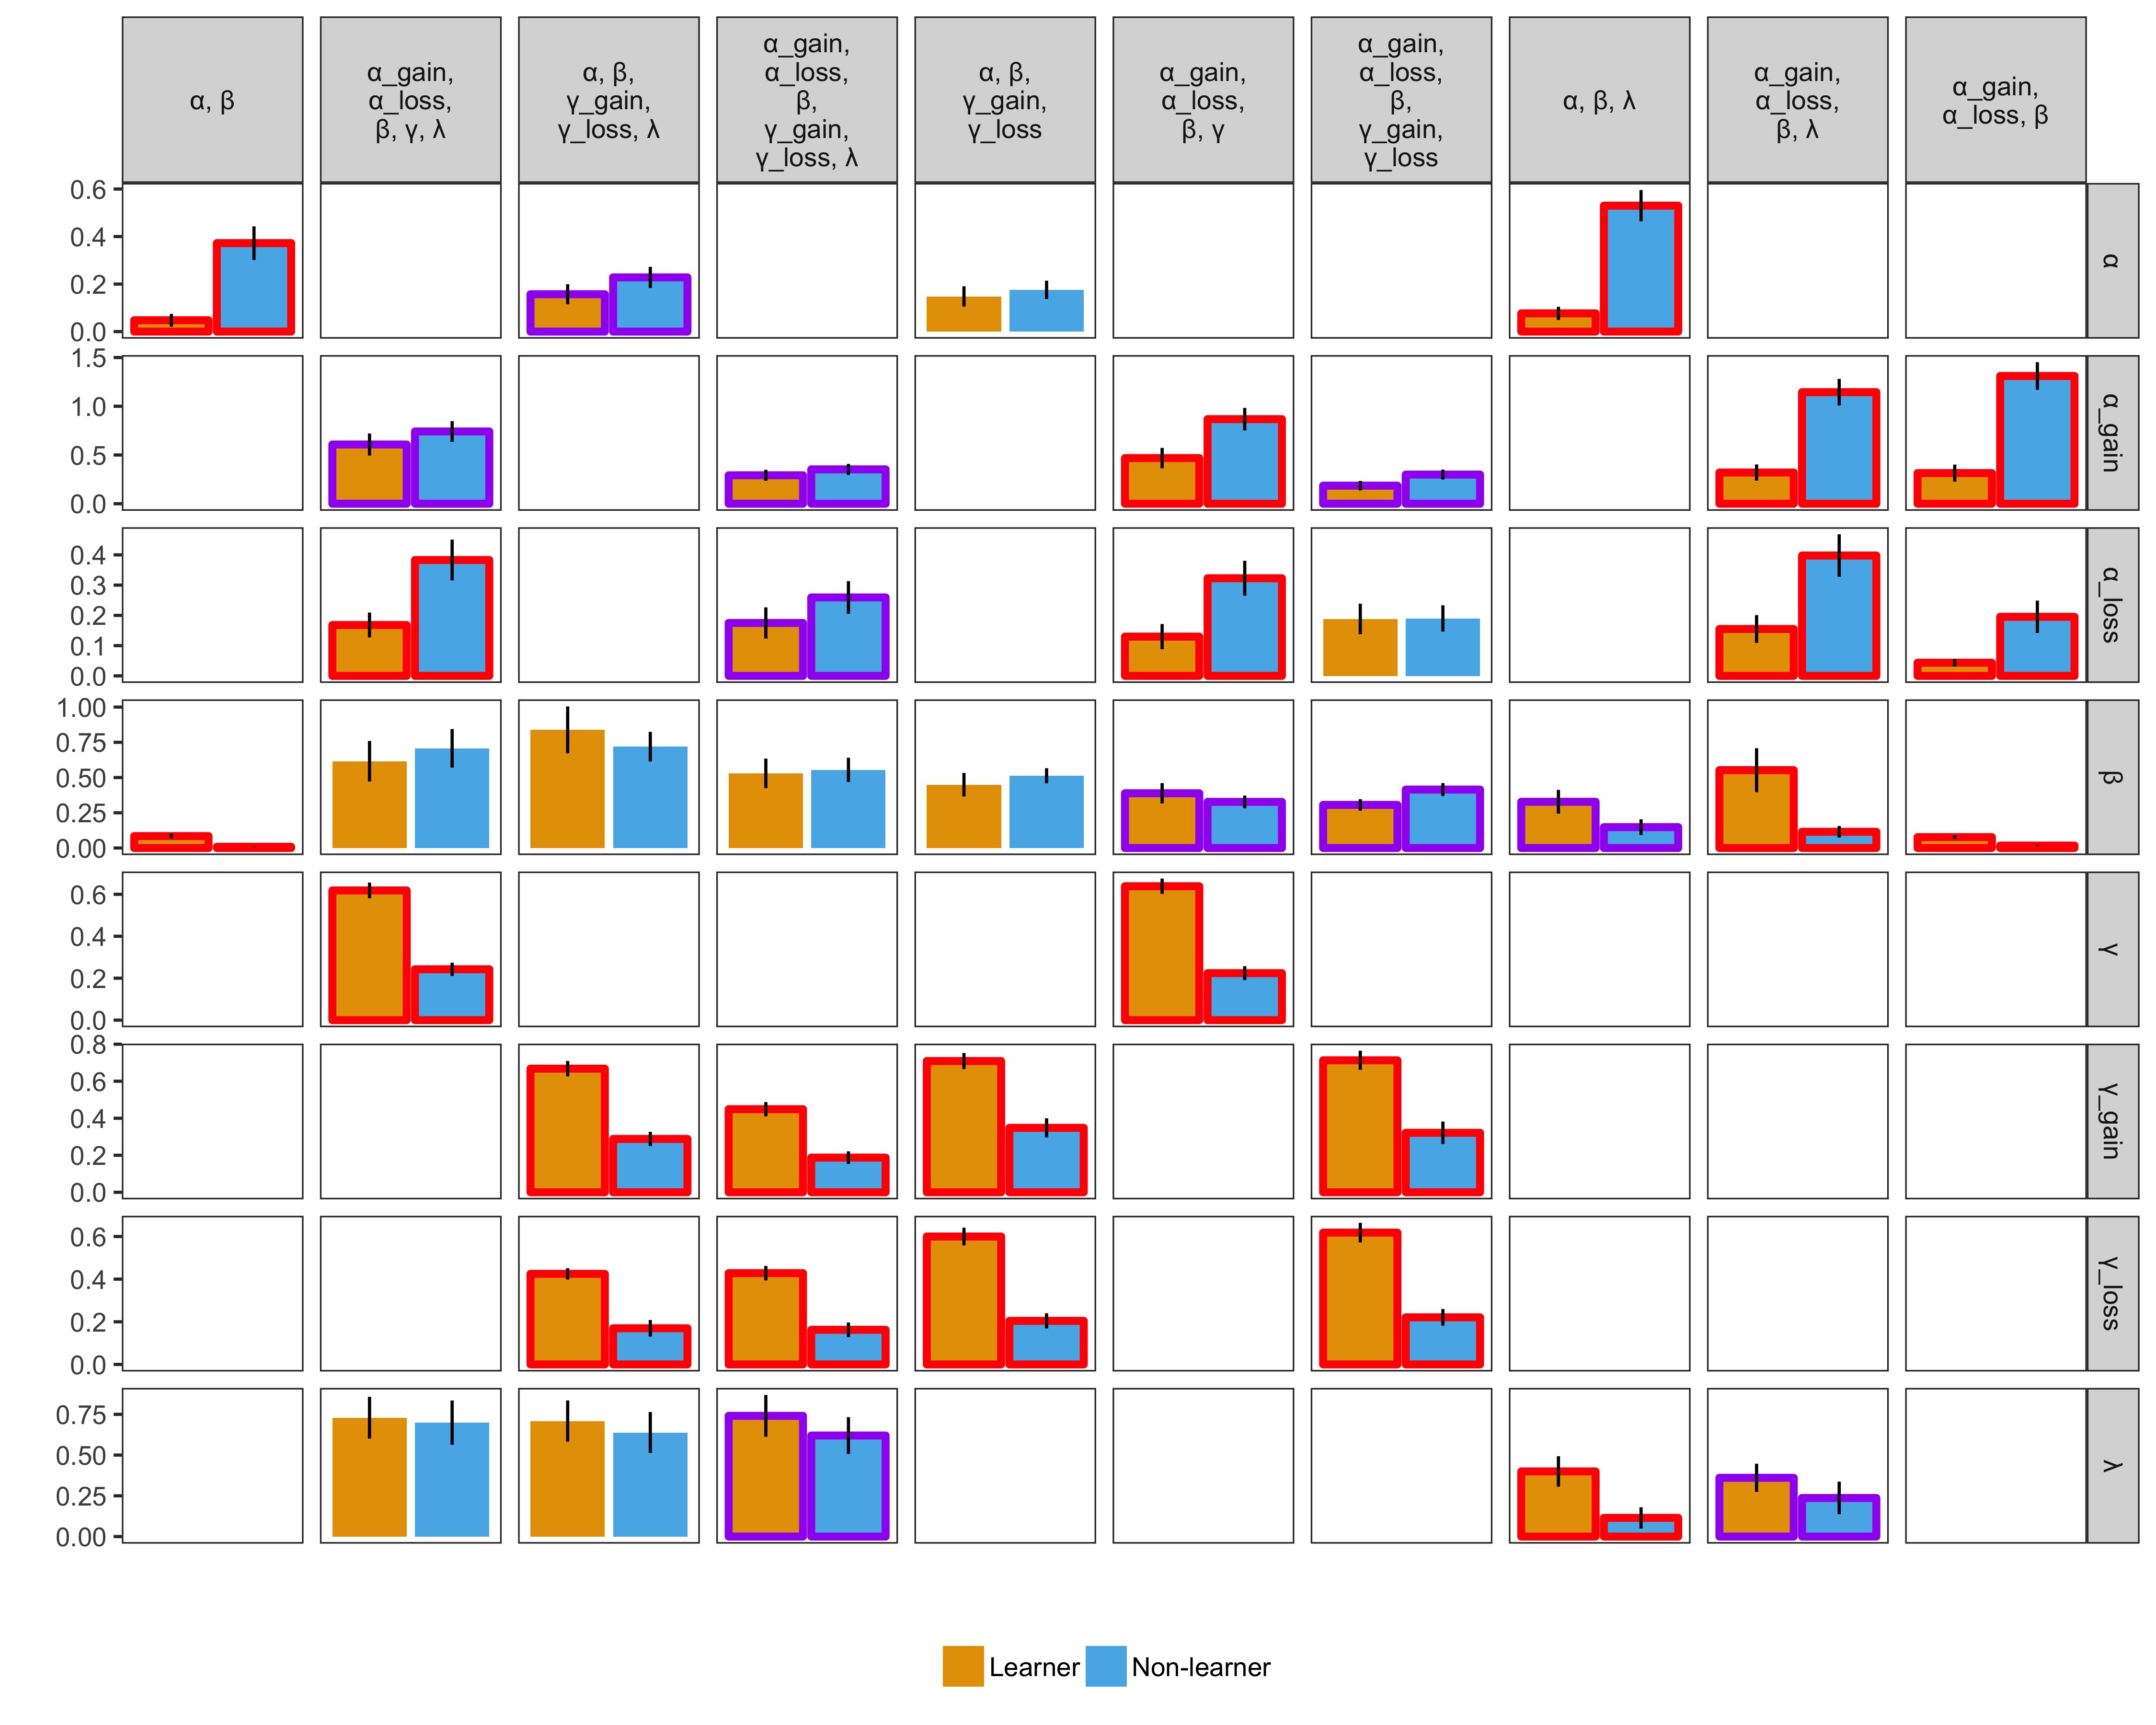 α, β
α_gain,
α_loss,
β, γ, λ
α, β,
γ_gain,
γ_loss, λ
α_gain,
α_loss,
β,
γ_gain,
γ_loss, λ
α, β,
γ_gain,
γ_loss
α_gain,
α_loss,
β, γ
α_gain,
α_loss,
β,
γ_gain,
γ_loss
α, β, λ
α_gain,
α_loss,
β, λ
α_gain,
α_loss, β
0.6
0.4
0.2
0.0
α
1.5
1.0
0.5
0.0
α_gain
0.4
0.3
0.2
0.1
0.0
α_loss
1.00
0.75
0.50
0.25
0.00
β
0.6
0.4
0.2
0.0
γ
0.8
0.6
0.4
0.2
0.0
γ_gain
0.6
0.4
0.2
0.0
γ_loss
0.75
0.50
0.25
0.00
λ
Learner Non-learner